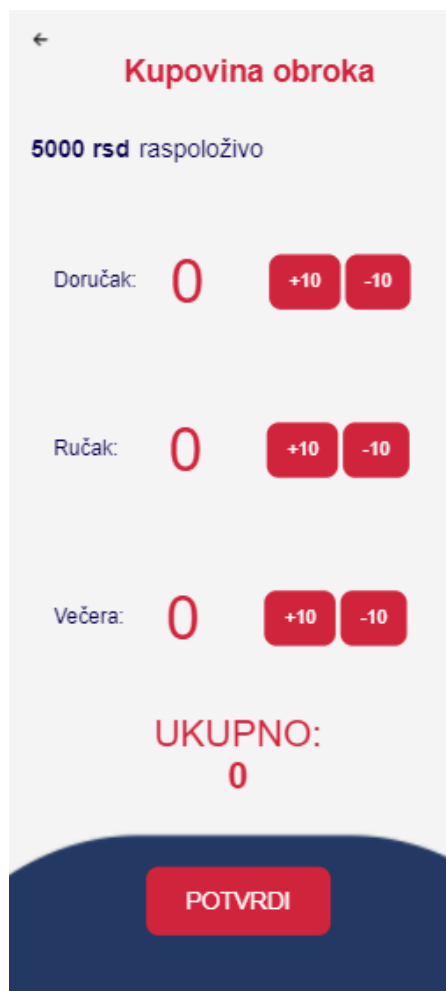 ←
Kupovina obroka
5000 rsd raspoloživo
Doručak: 0 +10 -10
Ručak: 0 +10 -10
Večera: 0 +10 -10
UKUPNO:
0
POTVRDI